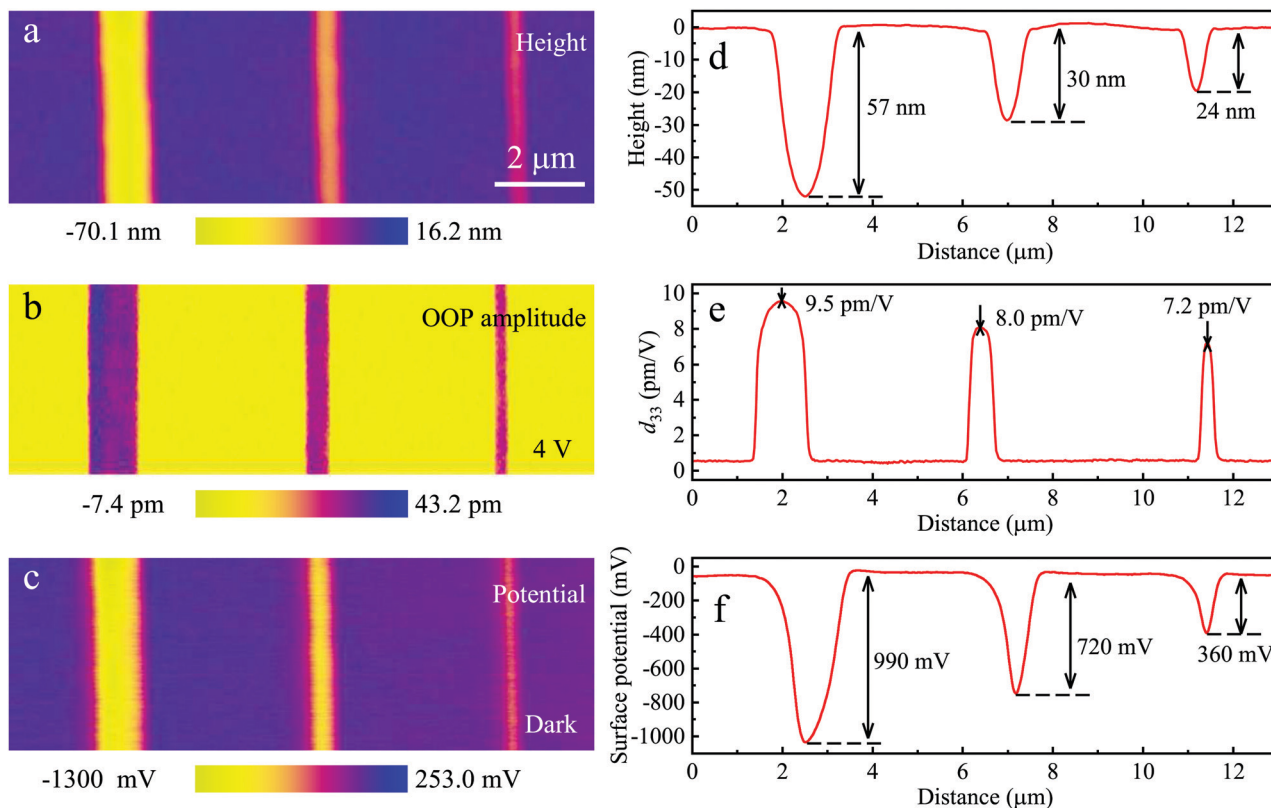 a
Height
2 μm
-70.1 nm
16.2 nm
b
OOP amplitude
4 V
-7.4 pm
43.2 pm
c
Potential
Dark
-1300 mV
253.0 mV
d
Height (nm)
0
-10
-20
-30
-40
-50
57 nm
30 nm
24 nm
0 2 4 6 8 10 12
Distance (μm)
e
d33 (pm/V)
10
8
6
4
2
0
9.5 pm/V
8.0 pm/V
7.2 pm/V
0 2 4 6 8 10 12
Distance (μm)
f
Surface potential (mV)
0
-200
-400
-600
-800
-1000
990 mV
720 mV
360 mV
0 2 4 6 8 10 12
Distance (μm)